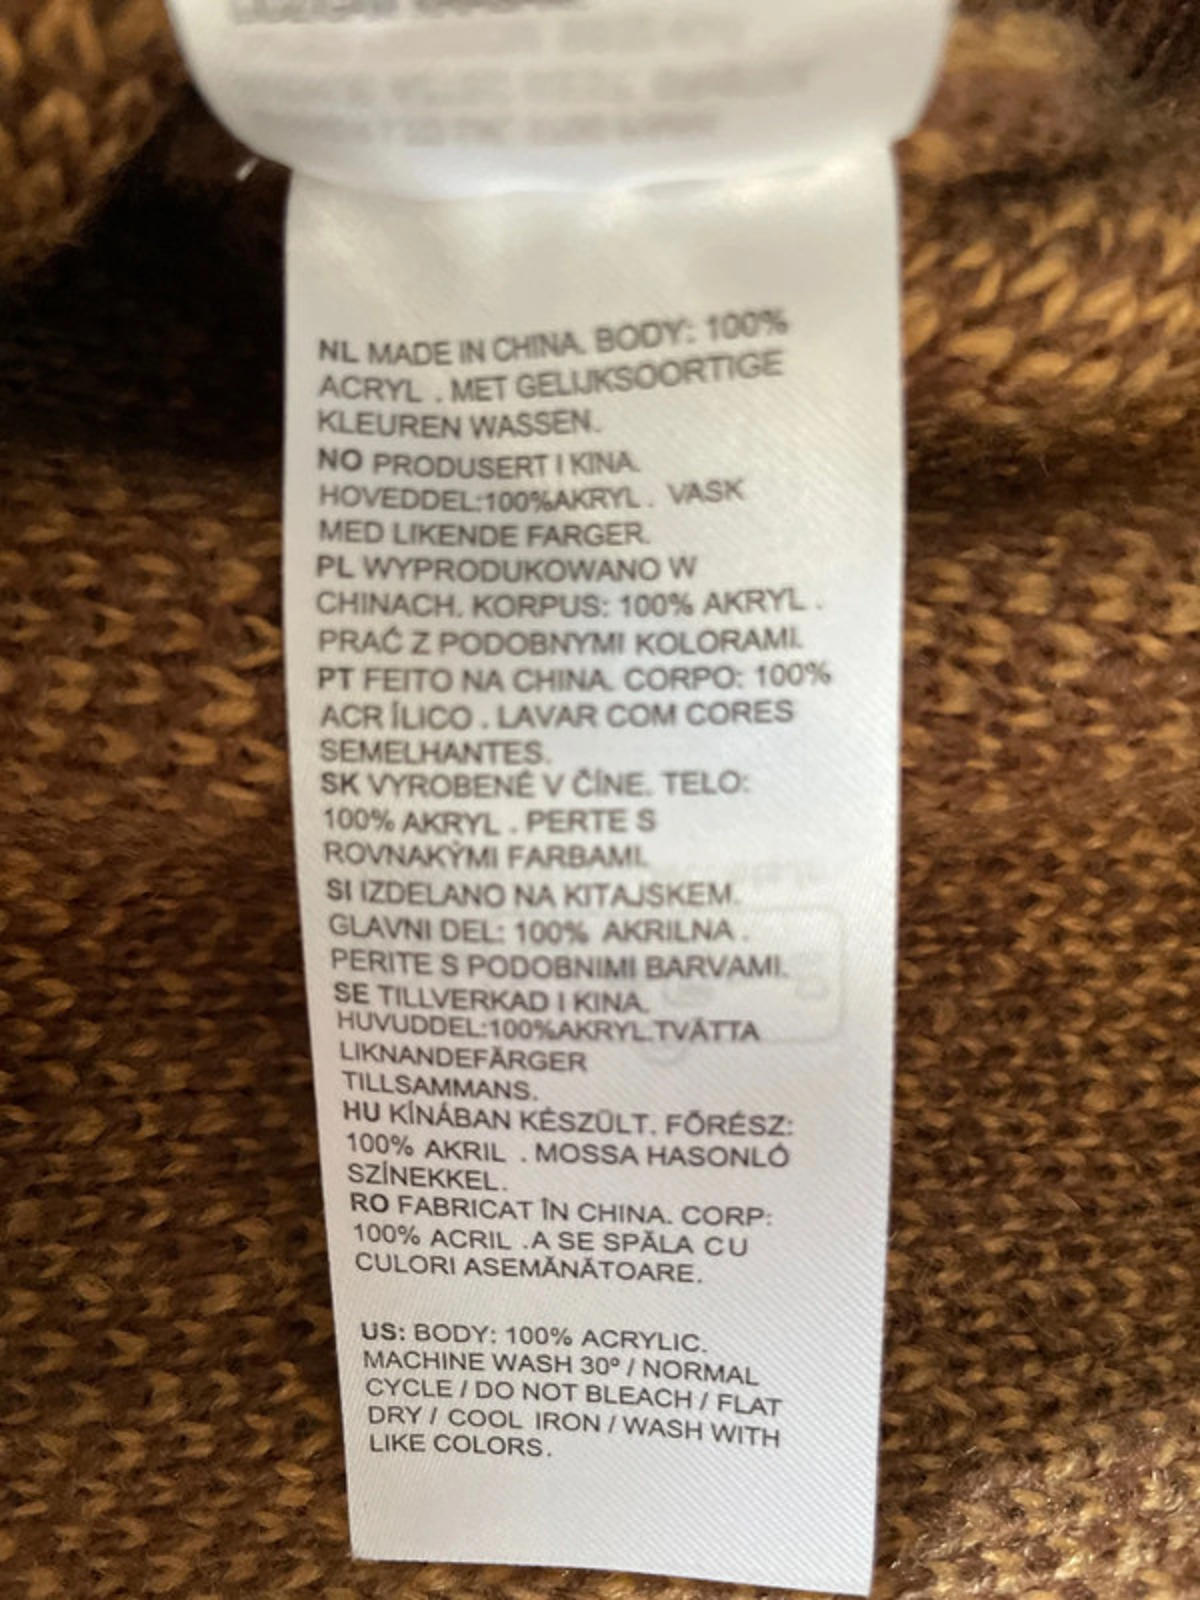 NL MADE IN CHINA. BODY: 100%
ACRYL . MET GELIJKSOORTIGE
KLEUREN WASSEN.
NO PRODUSERT I KINA.
HOVEDDEL:100%AKRYL . VASK
MED LIKENDE FARGER.
PL WYPRODUKOWANO W
CHINACH. KORPUS: 100% AKRYL .
PRAĆ Z PODOBNYMI KOLORAMI.
PT FEITO NA CHINA. CORPO: 100%
ACR ÍLICO . LAVAR COM CORES
SEMELHANTES.
SK VYROBENÉ V ČÍNE. TELO:
100% AKRYL . PERTE S
ROVNAKÝMI FARBAMI.
SI IZDELANO NA KITAJSKEM.
GLAVNI DEL: 100% AKRILNA .
PERITE S PODOBNIMI BARVAMI.
SE TILLVERKAD I KINA.
HUVUDDEL:100%AKRYL.TVÄTTA
LIKNANDEFÄRGER
TILLSAMMANS.
HU KÍNÁBAN KÉSZÜLT. FŐRÉSZ:
100% AKRIL . MOSSA HASONLÓ
SZÍNEKKEL.
RO FABRICAT ÎN CHINA. CORP:
100% ACRIL .A SE SPĂLA CU
CULORI ASEMĂNĂTOARE.
US: BODY: 100% ACRYLIC.
MACHINE WASH 30º / NORMAL
CYCLE / DO NOT BLEACH / FLAT
DRY / COOL IRON / WASH WITH
LIKE COLORS.